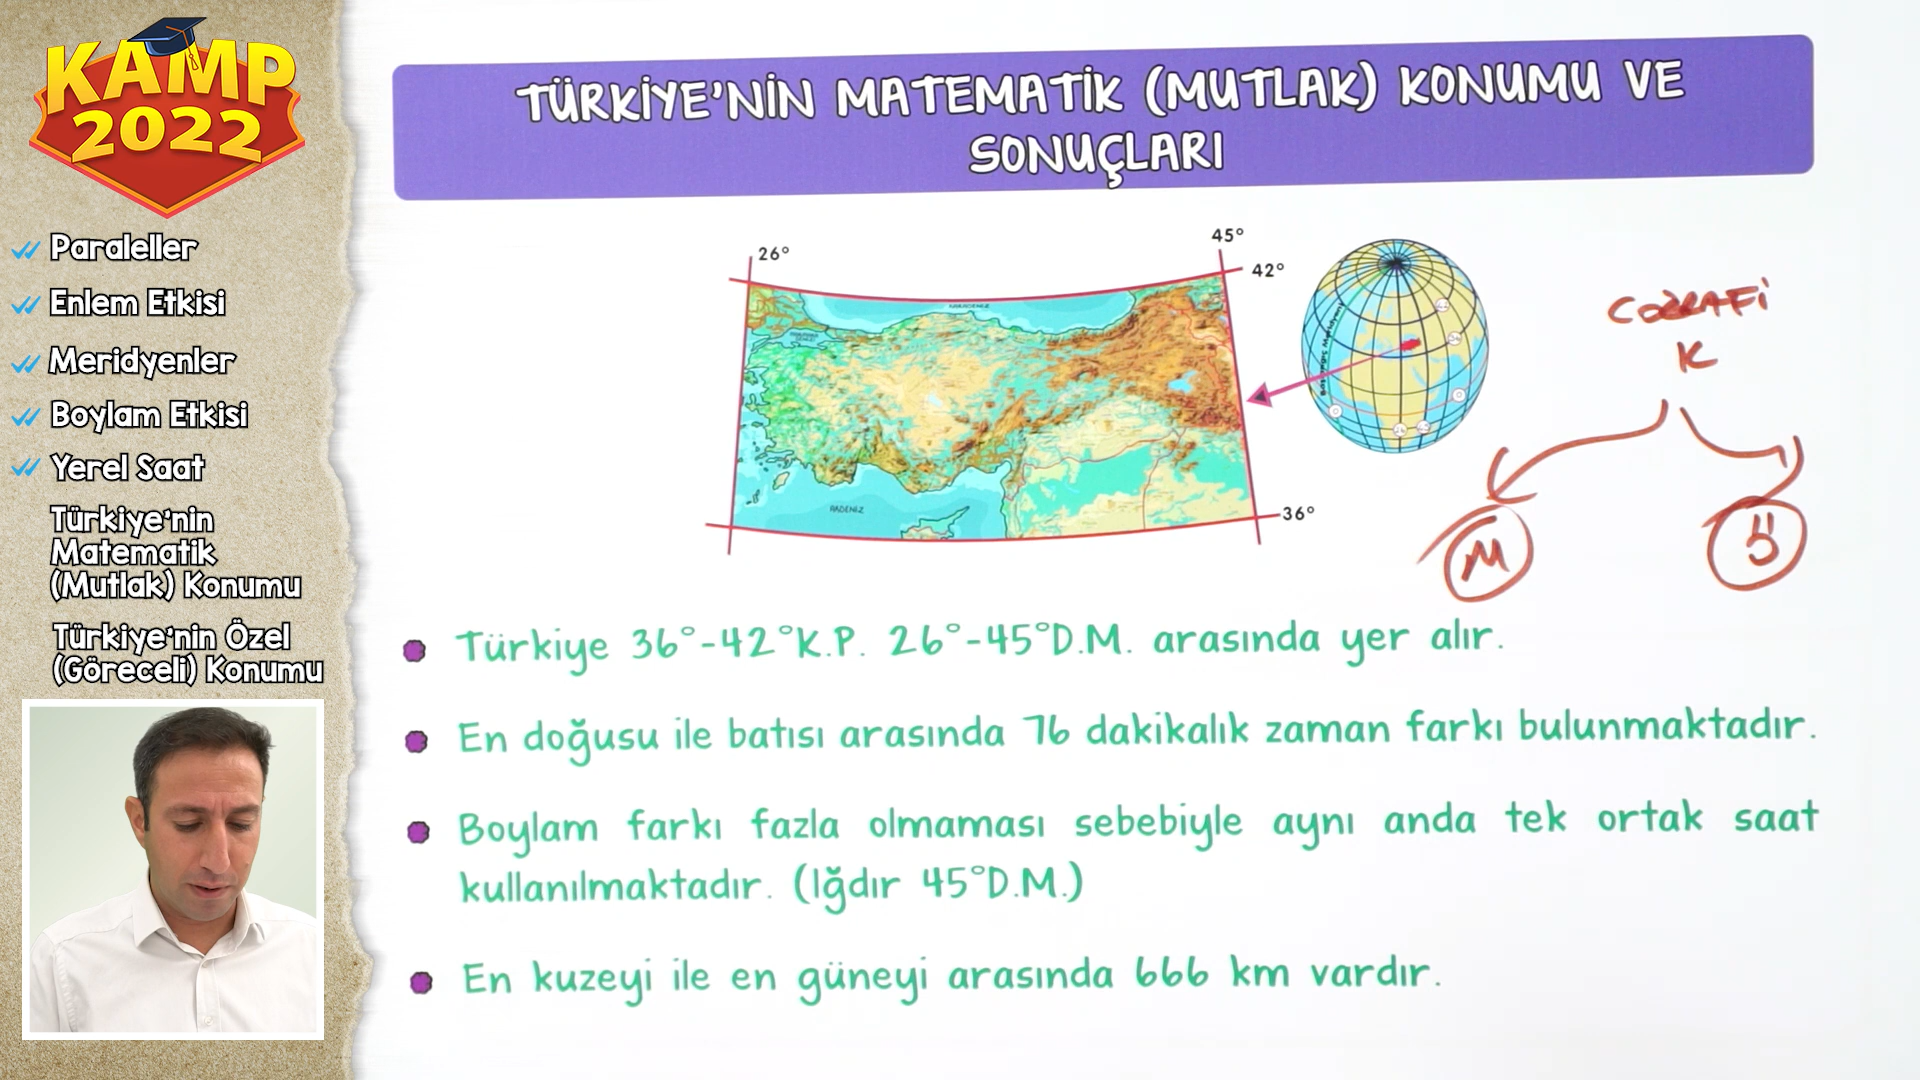 KAMP
2022
Paraleller
Enlem Etkisi
Meridyenler
Boylam Etkisi
Yerel Saat
Türkiye'nin
Matematik
(Mutlak) Konumu
Türkiye'nin Özel
(Göreceli) Konumu
TÜRKİYE'NİN MATEMATİK (MUTLAK) KONUMU VE
SONUÇLARI
26°
45°
42°
36°
KARADENİZ
AKDENİZ
COĞRAFİ
K
M
Ö
Türkiye 36°-42°K.P. 26°-45°D.M. arasında yer alır.
En doğusu ile batısı arasında 76 dakikalık zaman farkı bulunmaktadır.
Boylam farkı fazla olmaması sebebiyle aynı anda tek ortak saat
kullanılmaktadır. (Iğdır 45°D.M.)
En kuzeyi ile en güneyi arasında 666 km vardır.